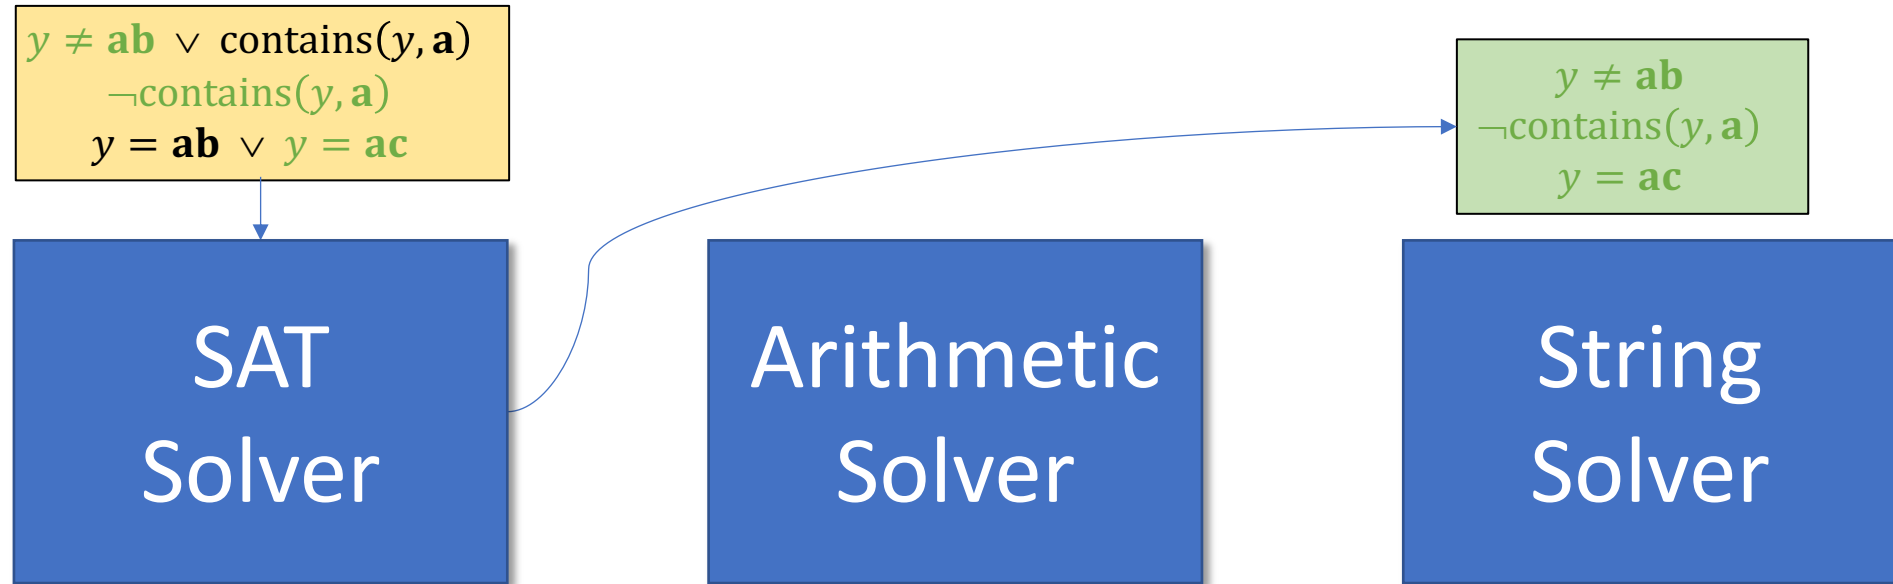 y ≠ ab ∨ contains(y, a)
¬contains(y, a)
y = ab ∨ y = ac
y ≠ ab
¬contains(y, a)
y = ac
SAT
Solver
Arithmetic
Solver
String
Solver